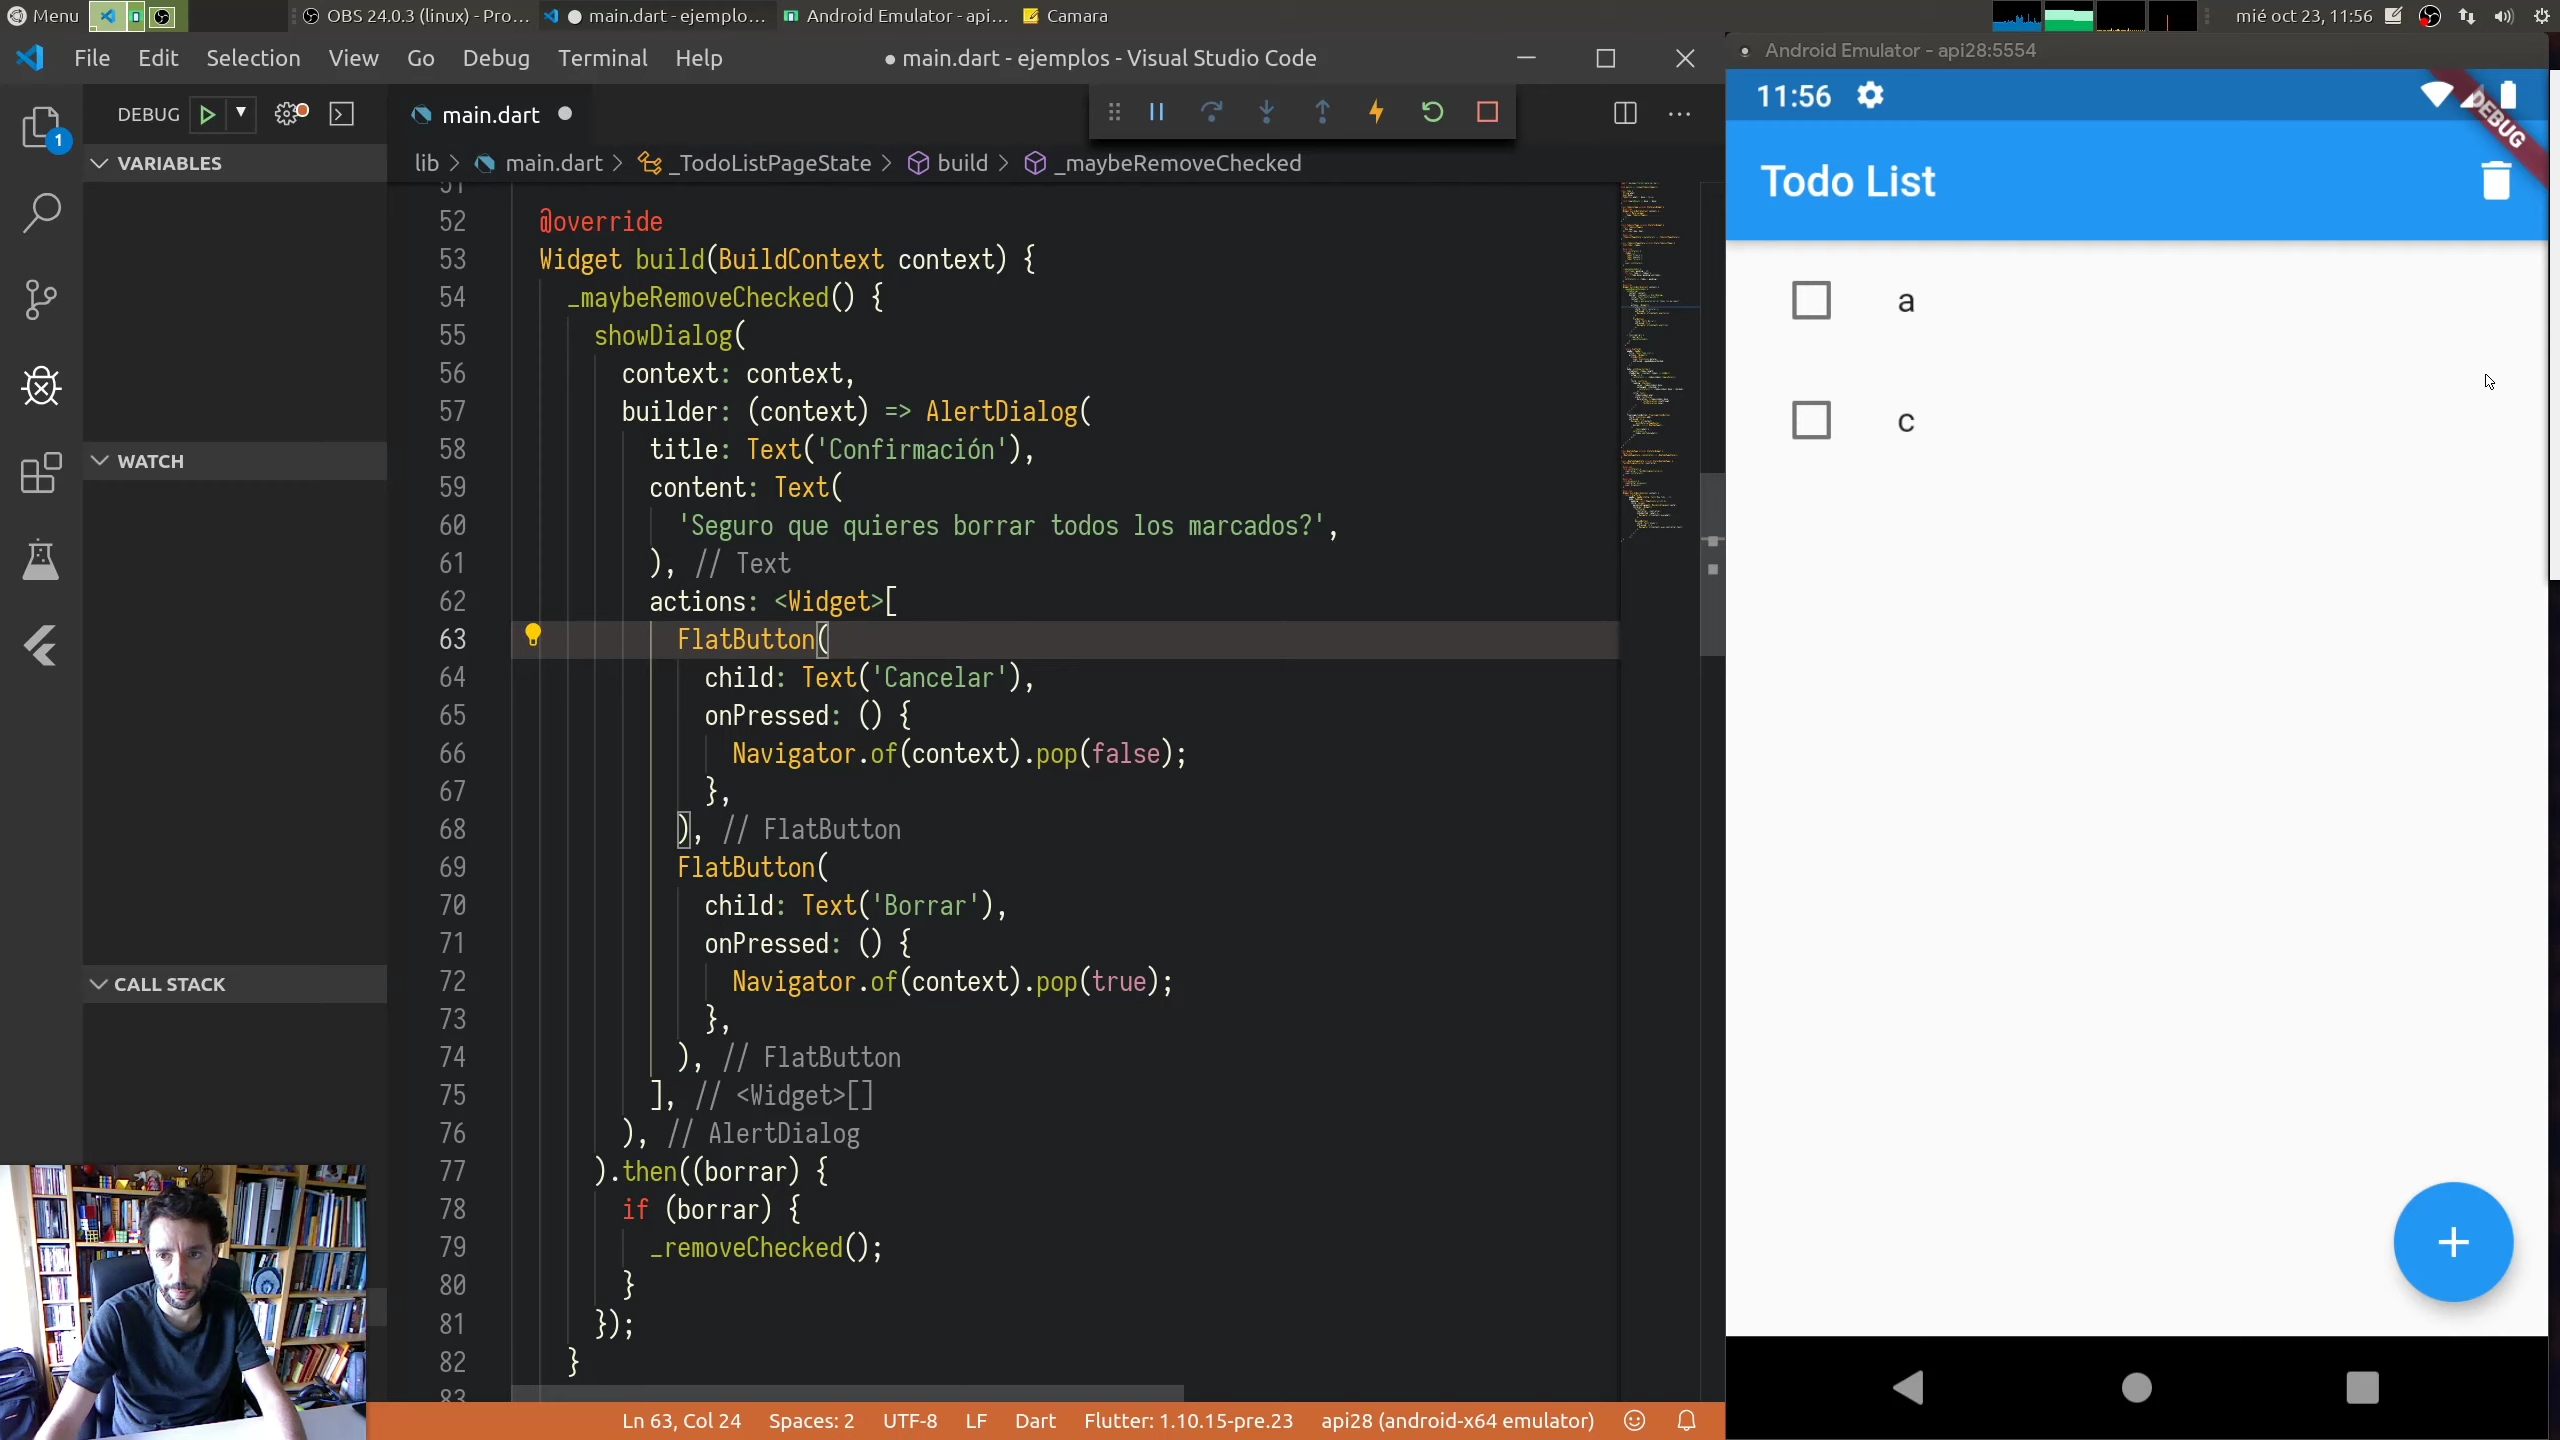 Menu
OBS 24.0.3 (linux) - Pro...
● main.dart - ejemplo...
Android Emulator - api...
Camara
mié oct 23, 11:56
File Edit Selection View Go Debug Terminal Help
● main.dart - ejemplos - Visual Studio Code
Android Emulator - api28:5554
1
DEBUG
main.dart
lib > main.dart > _TodoListPageState > build > _maybeRemoveChecked
VARIABLES
WATCH
CALL STACK
51
52 @override
53 Widget build(BuildContext context) {
54 _maybeRemoveChecked() {
55 showDialog(
56 context: context,
57 builder: (context) => AlertDialog(
58 title: Text('Confirmación'),
59 content: Text(
60 'Seguro que quieres borrar todos los marcados?',
61 ), // Text
62 actions: <Widget>[
63 FlatButton(
64 child: Text('Cancelar'),
65 onPressed: () {
66 Navigator.of(context).pop(false);
67 },
68 ), // FlatButton
69 FlatButton(
70 child: Text('Borrar'),
71 onPressed: () {
72 Navigator.of(context).pop(true);
73 },
74 ), // FlatButton
75 ], // <Widget>[]
76 ), // AlertDialog
77 ).then((borrar) {
78 if (borrar) {
79 _removeChecked();
80 }
81 });
82 }
83
Ln 63, Col 24 Spaces: 2 UTF-8 LF Dart Flutter: 1.10.15-pre.23 api28 (android-x64 emulator)
11:56
DEBUG
Todo List
a
c